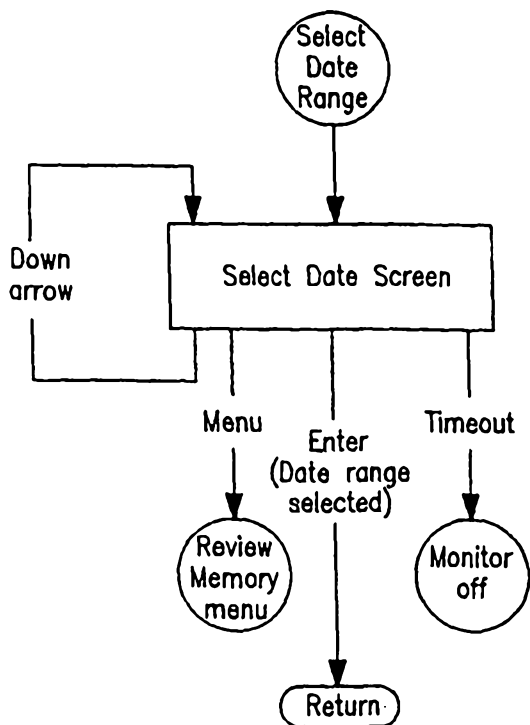 Select
Date
Range
Select Date Screen
Down
arrow
Menu
Enter
(Date range
selected)
Timeout
Review
Memory
menu
Monitor
off
Return